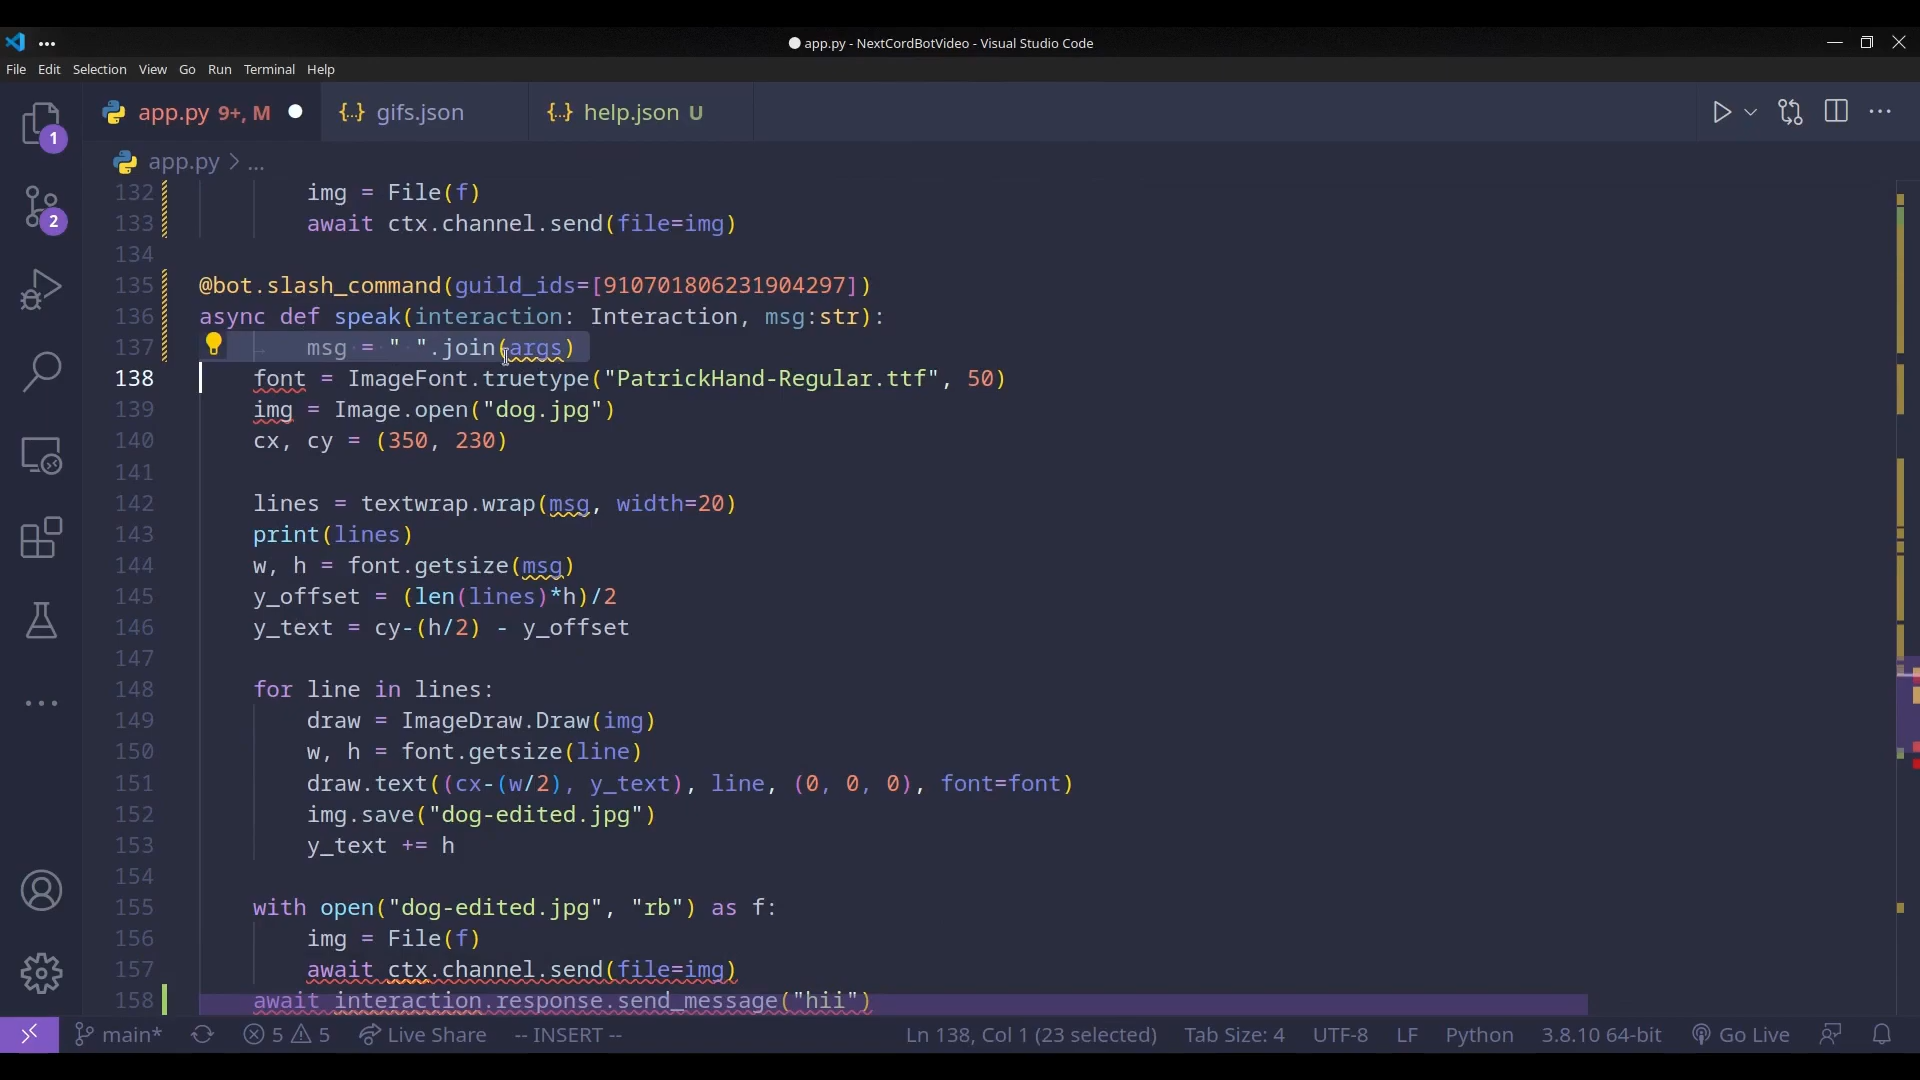 app.py - NextCordBotVideo - Visual Studio Code
File Edit Selection View Go Run Terminal Help
app.py 9+, M
gifs.json
help.json U
app.py > ...
1
2
132 img = File(f)
133 await ctx.channel.send(file=img)
134
135 @bot.slash_command(guild_ids=[910701806231904297])
136 async def speak(interaction: Interaction, msg:str):
137 msg = " ".join(args)
138 font = ImageFont.truetype("PatrickHand-Regular.ttf", 50)
139 img = Image.open("dog.jpg")
140 cx, cy = (350, 230)
141
142 lines = textwrap.wrap(msg, width=20)
143 print(lines)
144 w, h = font.getsize(msg)
145 y_offset = (len(lines)*h)/2
146 y_text = cy-(h/2) - y_offset
147
148 for line in lines:
149 draw = ImageDraw.Draw(img)
150 w, h = font.getsize(line)
151 draw.text((cx-(w/2), y_text), line, (0, 0, 0), font=font)
152 img.save("dog-edited.jpg")
153 y_text += h
154
155 with open("dog-edited.jpg", "rb") as f:
156 img = File(f)
157 await ctx.channel.send(file=img)
158 await interaction.response.send_message("hii")
main* 5 5 Live Share -- INSERT -- Ln 138, Col 1 (23 selected) Tab Size: 4 UTF-8 LF Python 3.8.10 64-bit Go Live